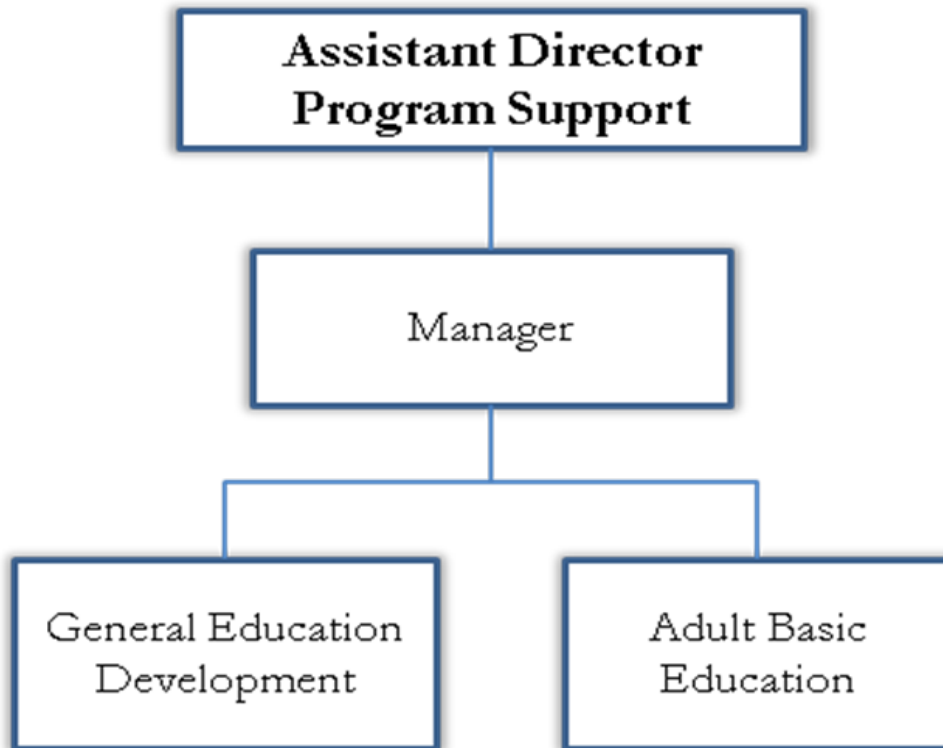 Assistant Director
Program Support
Manager
General Education
Development
Adult Basic
Education